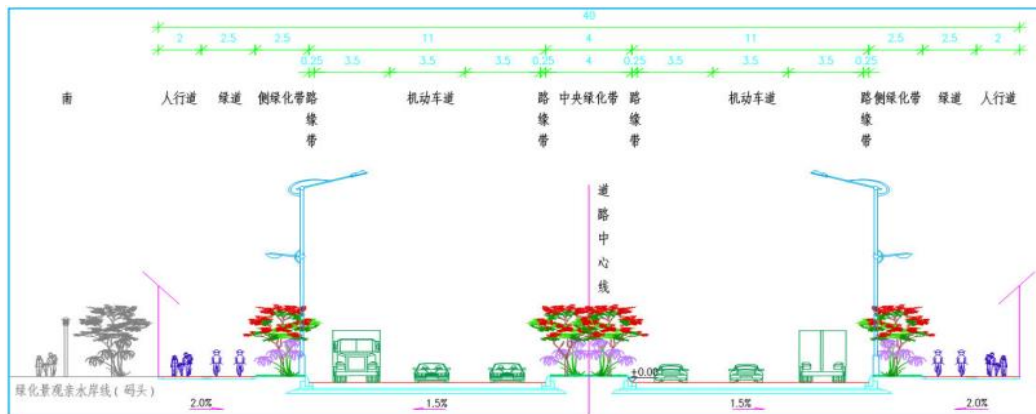 40
2 2.5 2.5 11 4 11 2.5 2.5 2
0.25 3.5 3.5 3.5 0.25 4 0.25 3.5 3.5 3.5 0.25
南 人行道 绿道 侧绿化带 路缘带 机动车道 路缘带 中央绿化带 路缘带 机动车道 路缘带 侧绿化带 绿道 人行道
道路中心线
±0.00
绿化景观亲水岸线(码头)
2.0% 1.5% 1.5% 2.0%